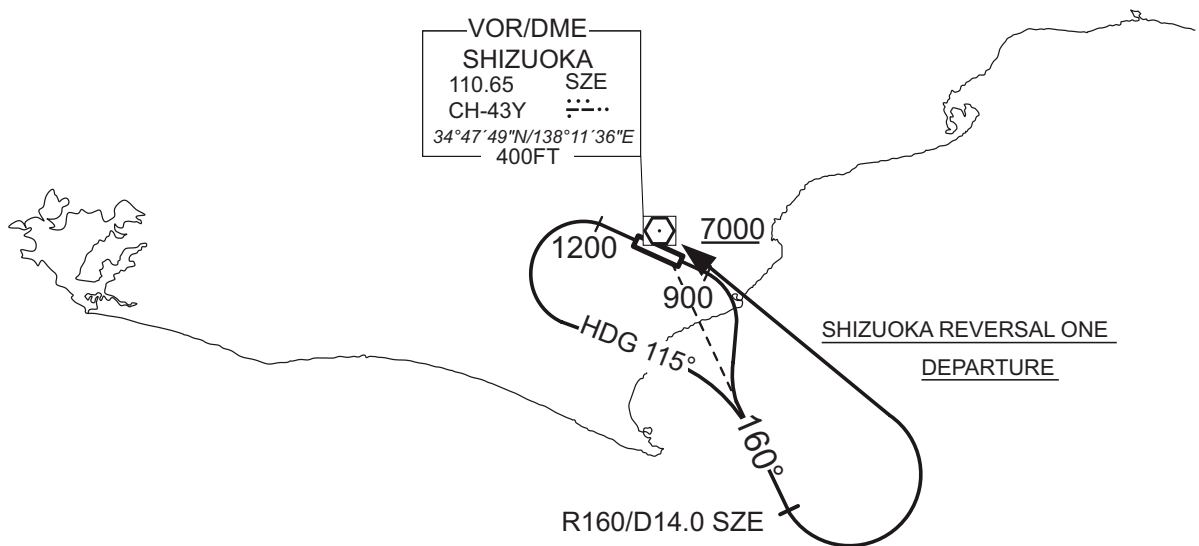 VOR/DME
SHIZUOKA
110.65 SZE
CH-43Y
34°47´49"N/138°11´36"E
400FT
1200
7000
900
HDG 115°
SHIZUOKA REVERSAL ONE
DEPARTURE
160°
R160/D14.0 SZE